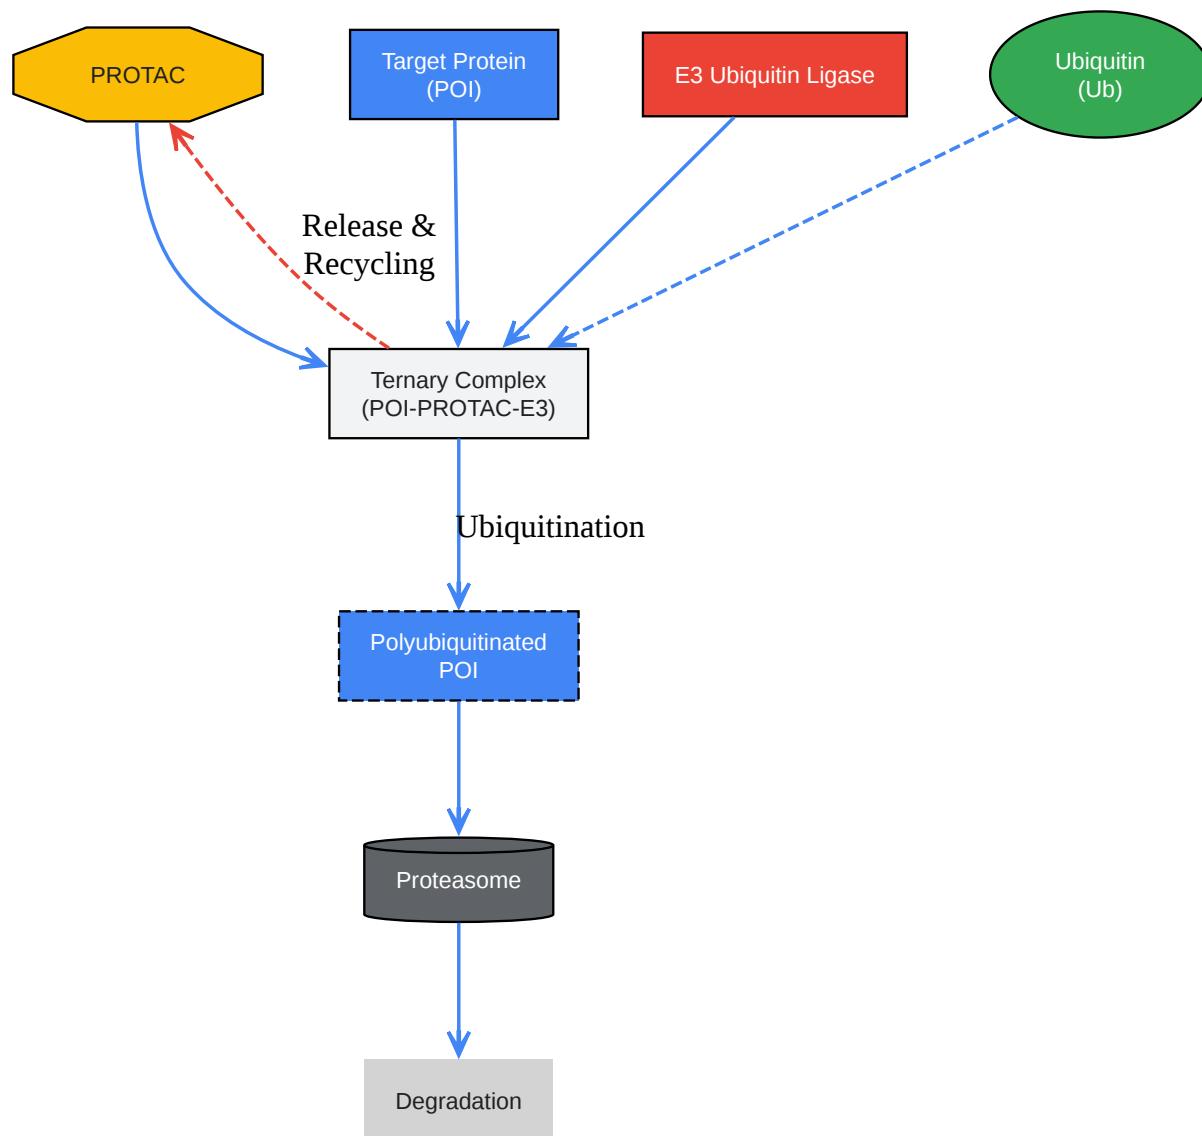 PROTAC
Target Protein
(POI)
E3 Ubiquitin Ligase
Ubiquitin
(Ub)
Release &
Recycling
Ternary Complex
(POI-PROTAC-E3)
Ubiquitination
Polyubiquitinated
POI
Proteasome
Degradation